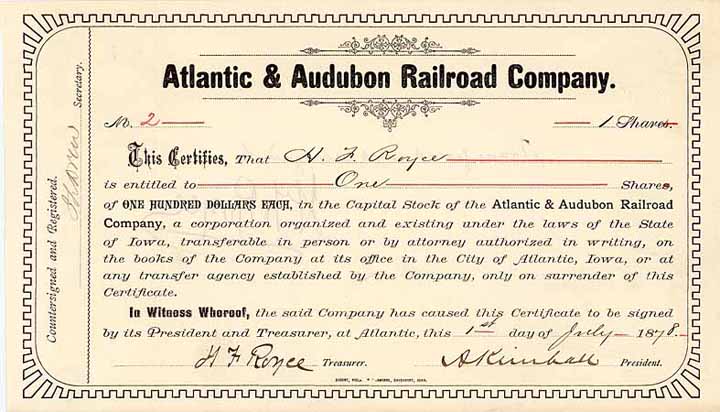 Atlantic & Audubon Railroad Company.
No. 2 1 Shares.
This Certifies, That H. F. Royce
is entitled to One Shares,
of ONE HUNDRED DOLLARS EACH, in the Capital Stock of the Atlantic & Audubon Railroad
Company, a corporation organized and existing under the laws of the State
of Iowa, transferable in person or by attorney authorized in writing, on
the books of the Company at its office in the City of Atlantic, Iowa, or at
any transfer agency established by the Company, only on surrender of this
Certificate.
In Witness Whereof, the said Company has caused this Certificate to be signed
by its President and Treasurer, at Atlantic, this 1st day of July 1878.
H F Royce Treasurer. A Kimball President.
Countersigned and Registered. Secretary.